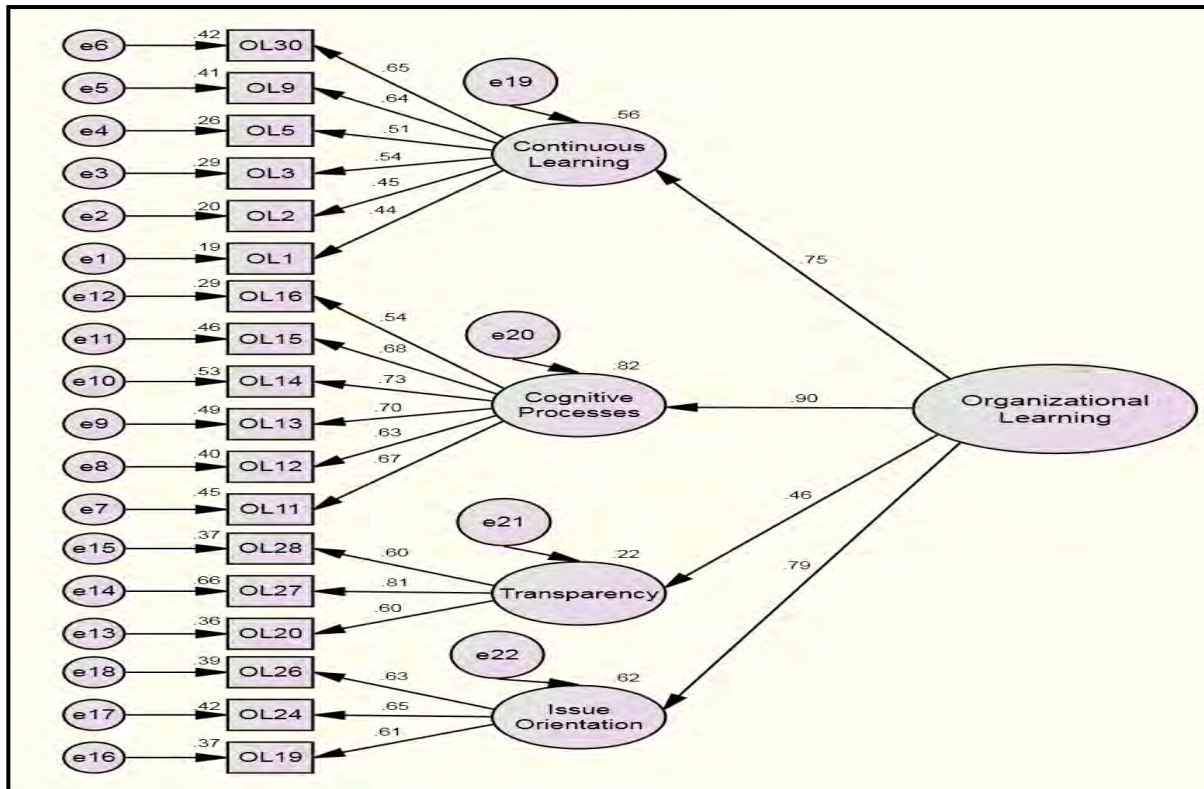 e6 .42 OL30
e5 .41 OL9
e4 .26 OL5
e3 .29 OL3
e2 .20 OL2
e1 .19 OL1
.65
.64
.51
.54
.45
.44
e19
.56
Continuous
Learning
.75
e12 .29 OL16
e11 .46 OL15
e10 .53 OL14
e9 .49 OL13
e8 .40 OL12
e7 .45 OL11
.54
.68
.73
.70
.63
.67
e20
.82
Cognitive
Processes
.90
Organizational
Learning
e15 .37 OL28
e14 .66 OL27
e13 .36 OL20
.60
.81
.60
e21
.22
Transparency
.46
e18 .39 OL26
e17 .42 OL24
e16 .37 OL19
.63
.65
.61
e22
.62
Issue
Orientation
.79